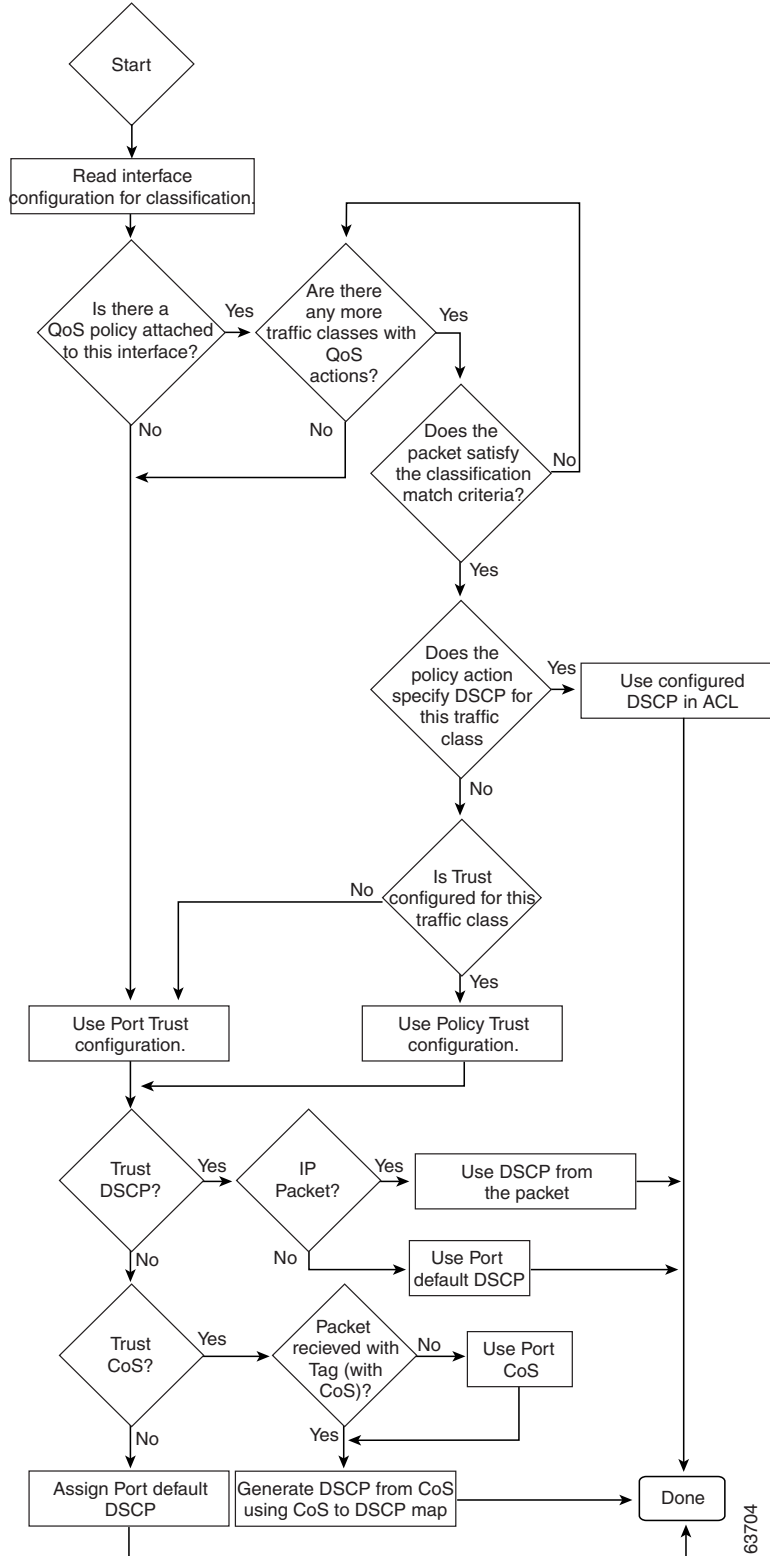 Start
Read interface
configuration for classification.
Is there a
QoS policy attached
to this interface?
Yes
No
Are there
any more
traffic classes with
QoS
actions?
Yes
No
Does the
packet satisfy
the classification
match criteria?
No
Yes
Does the
policy action
specify DSCP for
this traffic
class
Yes
Use configured
DSCP in ACL
No
Is Trust
configured for this
traffic class
No
Yes
Use Port Trust
configuration.
Use Policy Trust
configuration.
Trust
DSCP?
Yes
IP
Packet?
Yes
Use DSCP from
the packet
No
No
Use Port
default DSCP
Trust
CoS?
Yes
Packet
recieved with
Tag (with
CoS)?
No
Use Port
CoS
No
Yes
Assign Port default
DSCP
Generate DSCP from CoS
using CoS to DSCP map
Done
63704